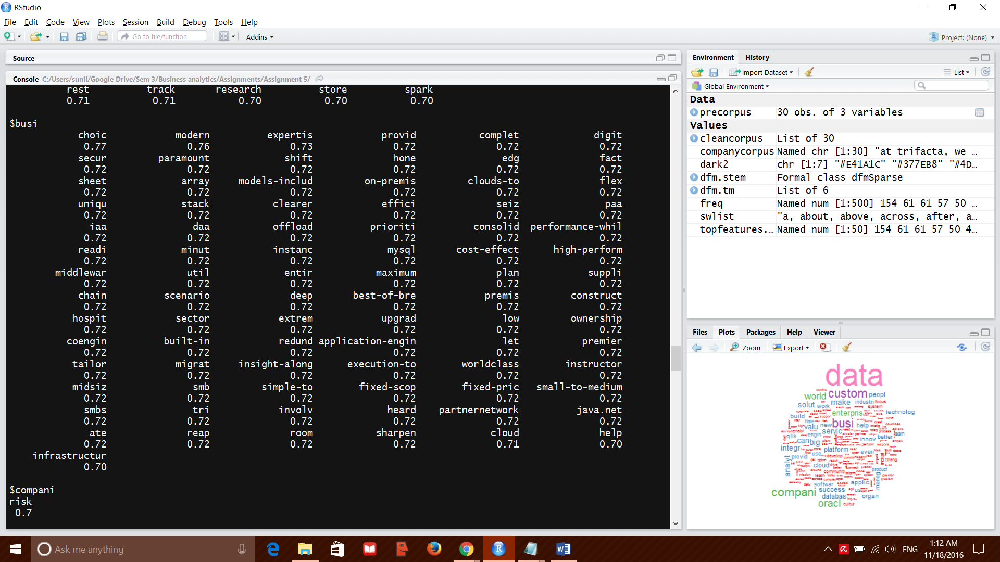 RStudio
File Edit Code View Plots Session Build Debug Tools Help
Go to file/function Addins Project: (None)
Source
Console C:/Users/sunil/Google Drive/Sem 3/Business analytics/Assignments/Assignment 5/
rest track research store spark
0.71 0.71 0.70 0.70 0.70
$busi
choic modern expertis provid complet digit
0.77 0.76 0.73 0.72 0.72 0.72
secur paramount shift hone edg fact
0.72 0.72 0.72 0.72 0.72 0.72
sheet array models-includ on-premis clouds-to flex
0.72 0.72 0.72 0.72 0.72 0.72
uniqu stack clearer effici seiz paa
0.72 0.72 0.72 0.72 0.72 0.72
iaa daa offload prioriti consolid performance-whil
0.72 0.72 0.72 0.72 0.72 0.72
readi minut instanc mysql cost-effect high-perform
0.72 0.72 0.72 0.72 0.72 0.72
middlewar util entir maximum plan suppli
0.72 0.72 0.72 0.72 0.72 0.72
chain scenario deep best-of-bre premis construct
0.72 0.72 0.72 0.72 0.72 0.72
hospit sector extrem upgrad low ownership
0.72 0.72 0.72 0.72 0.72 0.72
coengin built-in redund application-engin let premier
0.72 0.72 0.72 0.72 0.72 0.72
tailor migrat insight-along execution-to worldclass instructor
0.72 0.72 0.72 0.72 0.72 0.72
midsiz smb simple-to fixed-scop fixed-pric small-to-medium
0.72 0.72 0.72 0.72 0.72 0.72
smbs tri involv heard partnernetwork java.net
0.72 0.72 0.72 0.72 0.72 0.72
ate reap room sharpen cloud help
0.72 0.72 0.72 0.72 0.71 0.70
infrastructur
0.70
$compani
risk
0.7
Environment History
Import Dataset List
Global Environment
Data
precorpus 30 obs. of 3 variables
Values
cleancorpus List of 30
companycorpus Named chr [1:30] "at trifacta, we …
dark2 chr [1:7] "#E41A1C" "#377EB8" "#4D…
dfm.stem Formal class dfmSparse
dfm.tm List of 6
freq Named num [1:500] 154 61 61 57 50 …
swlist "a, about, above, across, after, a…
topfeatures.… Named num [1:50] 154 61 61 57 50 4…
Files Plots Packages Help Viewer
Zoom Export
data
world custom peopl
solut work make industri focus
system
build enterpris technolog
time valu new busi help
qlik engin servic
can big innov better team
integr platform everi
analyt provid use develop chang
cloud product
learn manag
softwar applic
compani success us
databas organ
oracl cultur
Ask me anything
ENG
1:12 AM
11/18/2016